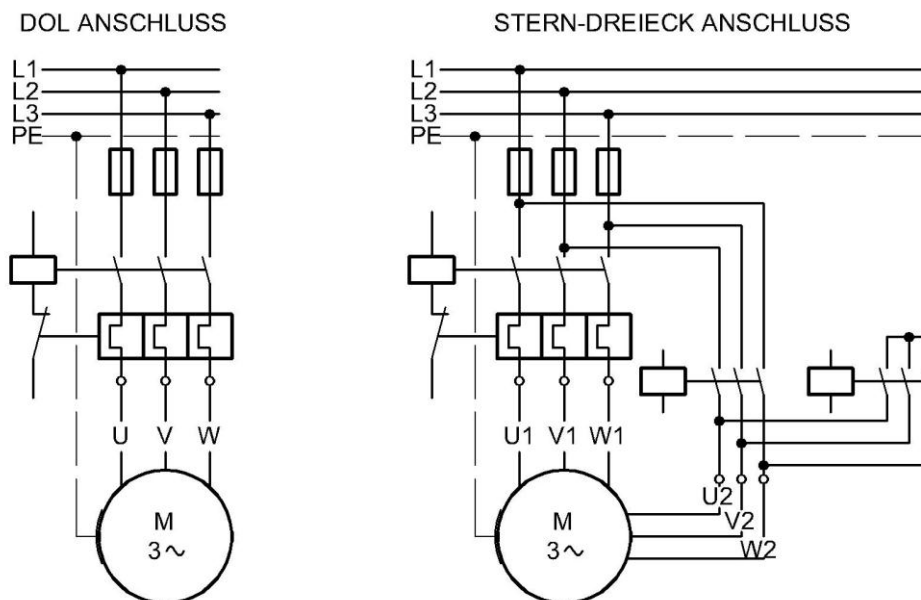 DOL ANSCHLUSS
L1
L2
L3
PE
U V W
M
3~
STERN-DREIECK ANSCHLUSS
L1
L2
L3
PE
U1 V1 W1
U2
V2
W2
M
3~